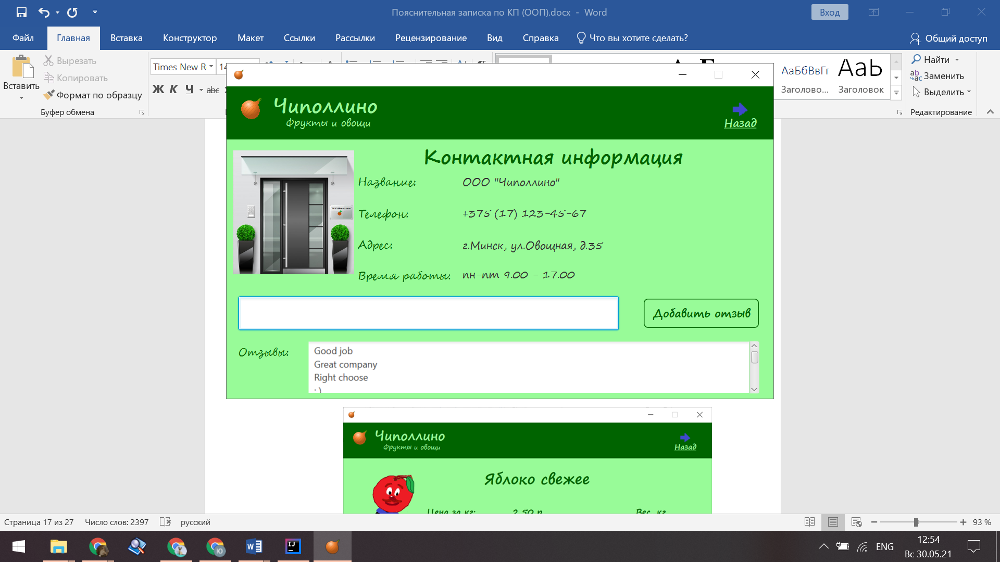 Пояснительная записка по КП (ООП).docx - Word
Вход
Файл Главная Вставка Конструктор Макет Ссылки Рассылки Рецензирование Вид Справка Что вы хотите сделать? Общий доступ
Вставить
Вырезать
Копировать
Формат по образцу
Буфер обмена
Times New R 14
Ж К Ч abc
АаБбВвГг АаЬ
Заголово... Заголовок
Найти
Заменить
Выделить
Редактирование
Чиполлино
Фрукты и овощи
Назад
Контактная информация
Название: ООО "Чиполлино"
"ООО Чиполлино"
Телефон: +375 (17) 123-45-67
Адрес: г.Минск, ул.Овощная, д.35
Время работы: пн-пт 9.00 - 17.00
Добавить отзыв
Отзывы:
Good job
Great company
Right choose
: )
Чиполлино
Фрукты и овощи
Назад
Яблоко свежее
Цена за кг: 2.50 р. Вес, кг
Страница 17 из 27 Число слов: 2397 русский 93 %
ENG
12:54
Вс 30.05.21